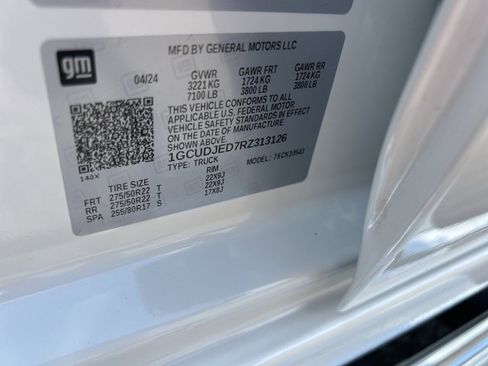 gm
MFD BY GENERAL MOTORS LLC
04/24 GVWR GAWR FRT GAWR RR
3221 KG 1724 KG 1724 KG
7100 LB 3800 LB 3800 LB
THIS VEHICLE CONFORMS TO ALL
APPLICABLE U.S. FEDERAL MOTOR
VEHICLE SAFETY STANDARDS IN EFFECT
ON THE DATE OF MANUFACTURE SHOWN ABOVE.
1GCUDJED7RZ313126
TYPE: TRUCK MODEL: TCK10543
140X
TIRE SIZE RIM
FRT 275/50R22 T 22X9J
RR 275/50R22 T 22X9J
SPA 255/80R17 S 17X8J